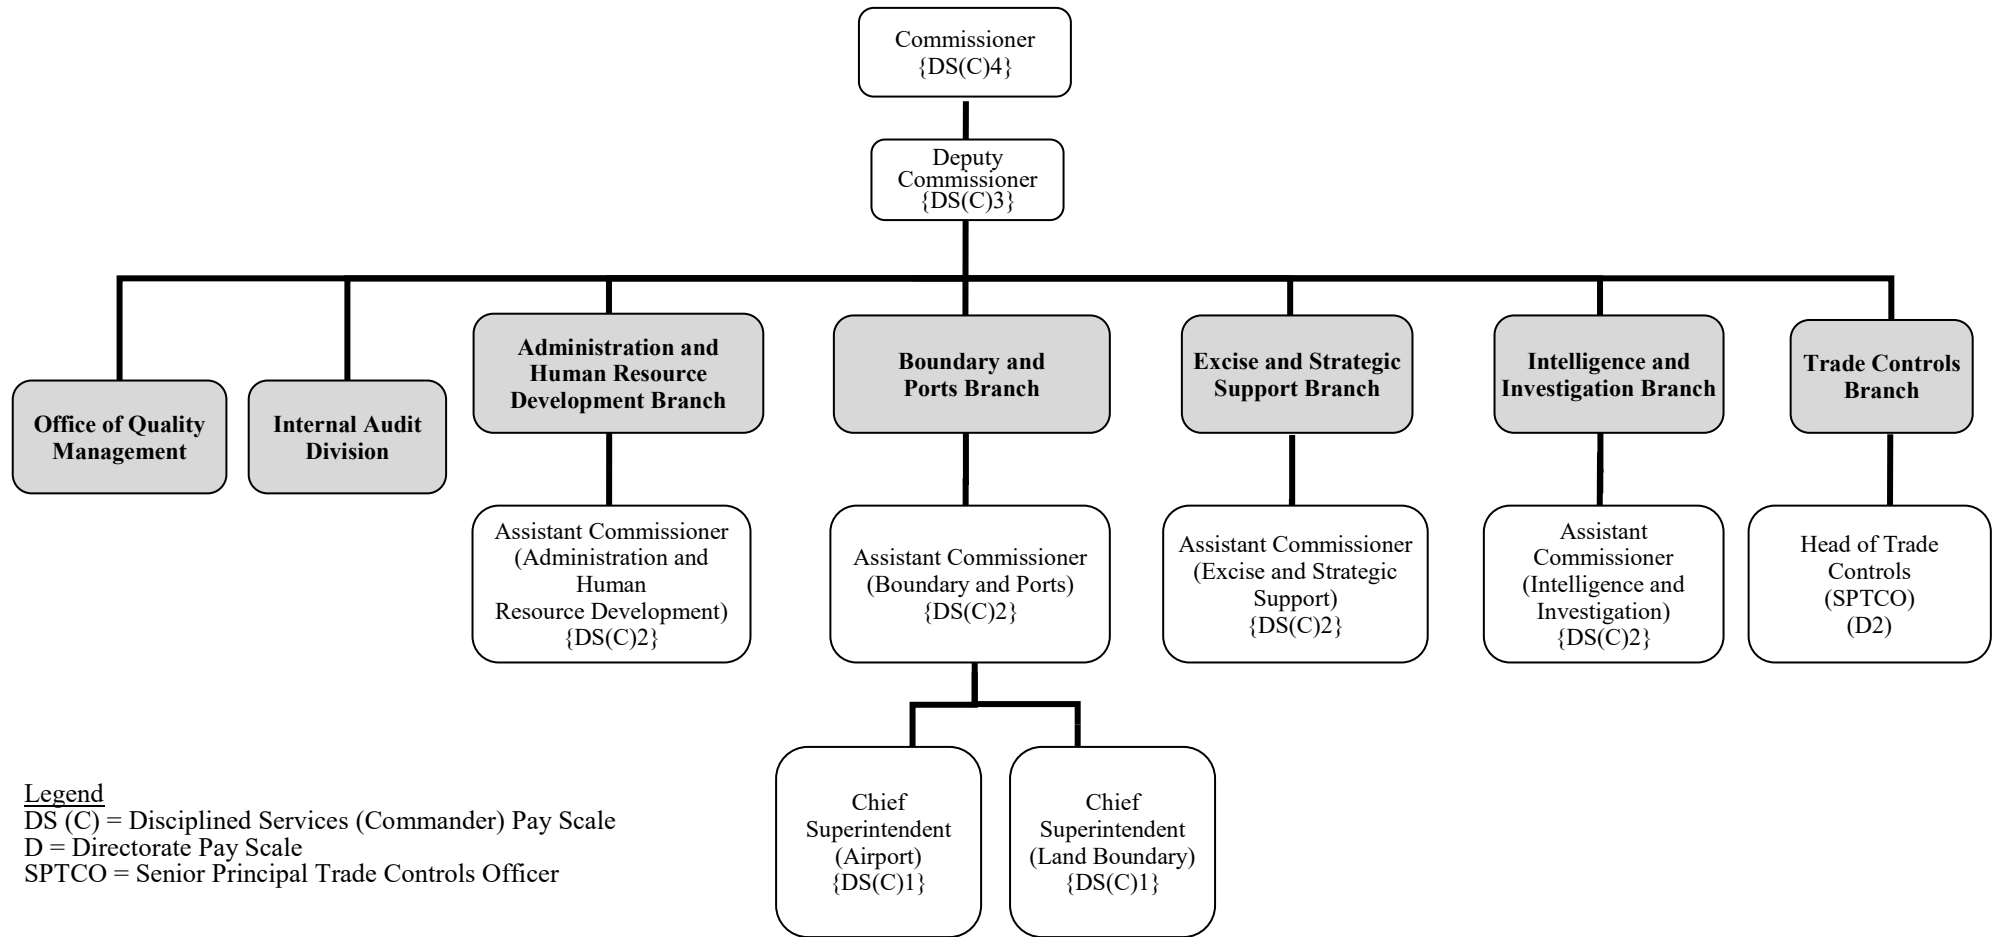 Commissioner
{DS(C)4}
Deputy
Commissioner
{DS(C)3}
Office of Quality
Management
Internal Audit
Division
Administration and
Human Resource
Development Branch
Boundary and
Ports Branch
Excise and Strategic
Support Branch
Intelligence and
Investigation Branch
Trade Controls
Branch
Assistant Commissioner
(Administration and
Human
Resource Development)
{DS(C)2}
Assistant Commissioner
(Boundary and Ports)
{DS(C)2}
Assistant Commissioner
(Excise and Strategic
Support)
{DS(C)2}
Assistant
Commissioner
(Intelligence and
Investigation)
{DS(C)2}
Head of Trade
Controls
(SPTCO)
(D2)
Chief
Superintendent
(Airport)
{DS(C)1}
Chief
Superintendent
(Land Boundary)
{DS(C)1}
Legend
DS (C) = Disciplined Services (Commander) Pay Scale
D = Directorate Pay Scale
SPTCO = Senior Principal Trade Controls Officer